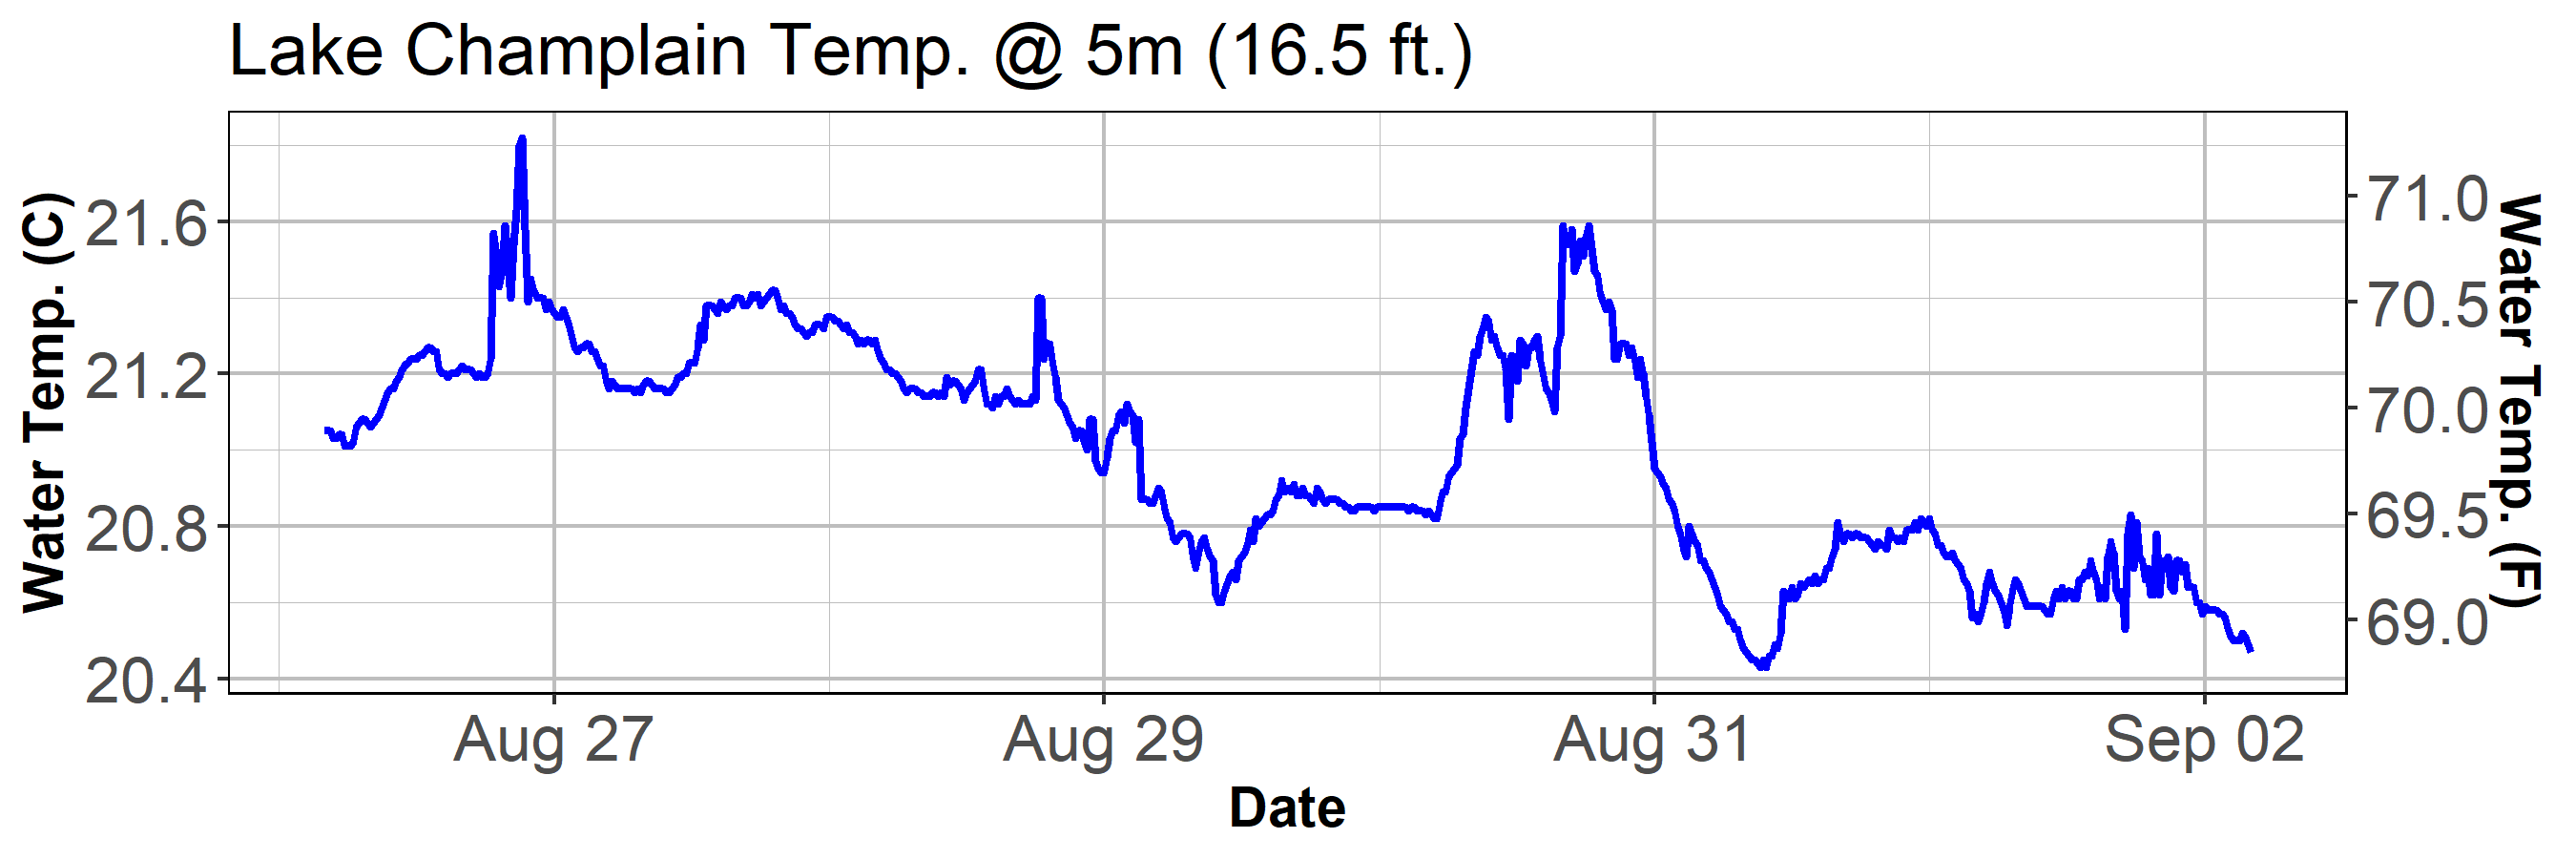 Lake Champlain Temp. @ 5m (16.5 ft.)
Water Temp. (C)
21.6
21.2
20.8
20.4
71.0
70.5
70.0
69.5
69.0
Water Temp. (F)
Aug 27
Aug 29
Aug 31
Sep 02
Date